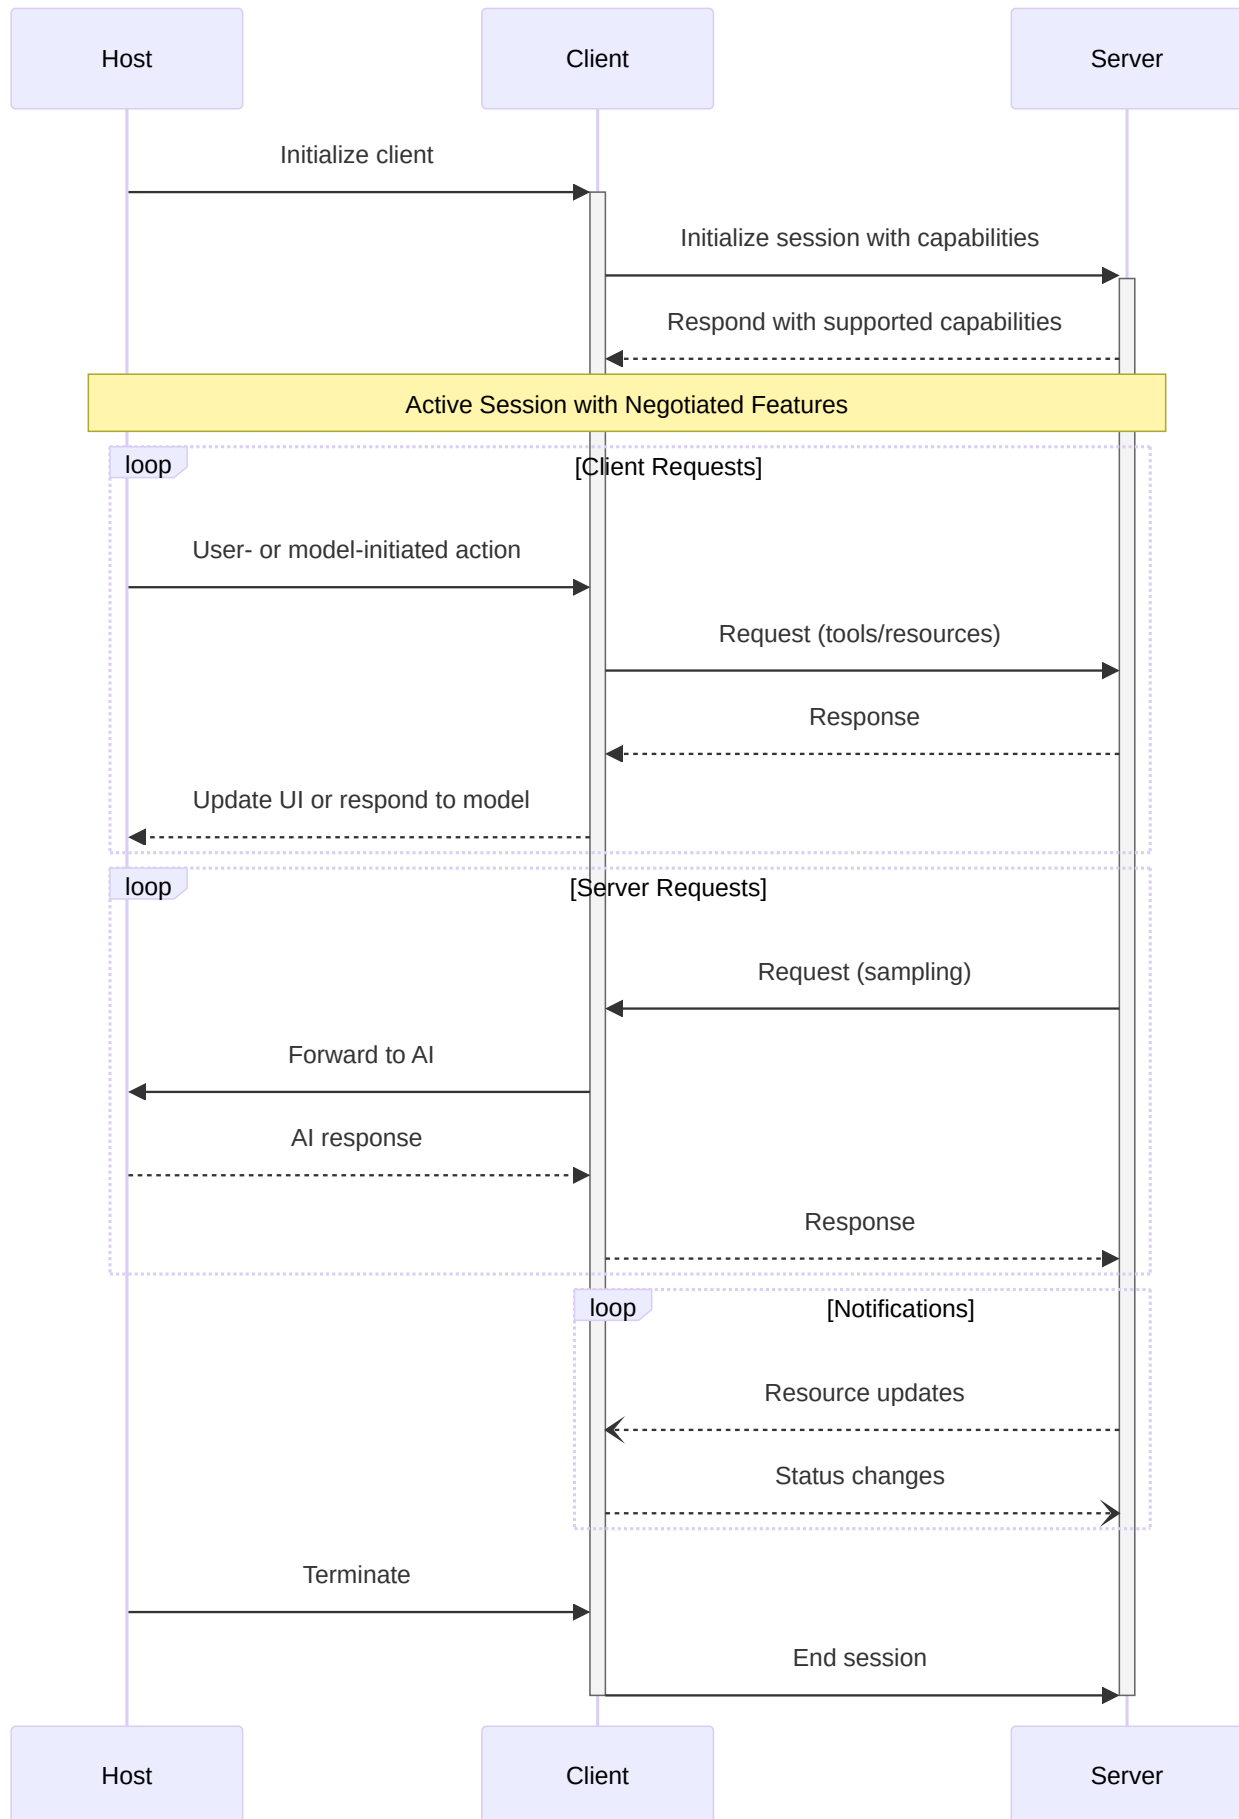 Host
Client
Server
Initialize client
Initialize session with capabilities
Respond with supported capabilities
Active Session with Negotiated Features
loop
[Client Requests]
User- or model-initiated action
Request (tools/resources)
Response
Update UI or respond to model
loop
[Server Requests]
Request (sampling)
Forward to AI
AI response
Response
loop
[Notifications]
Resource updates
Status changes
Terminate
End session
Host
Client
Server